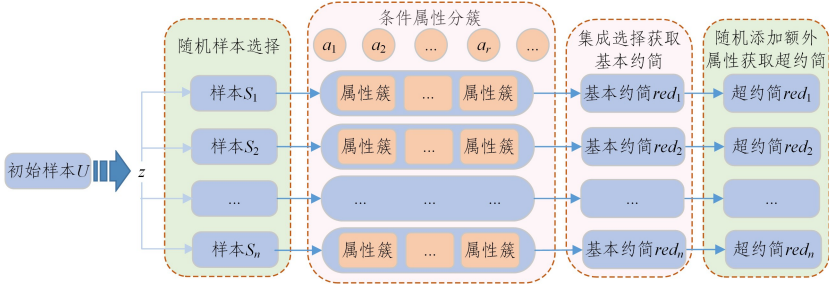 条件属性分簇
随机样本选择
a1 a2 ... ar ...
集成选择获取
基本约简
随机添加额外
属性获取超约简
样本S1 属性簇 ... 属性簇 基本约简red1 超约简red1
样本S2 属性簇 ... 属性簇 基本约简red2 超约简red2
初始样本U z
... ... ... ... ... ...
样本Sn 属性簇 ... 属性簇 基本约简redn 超约简redn